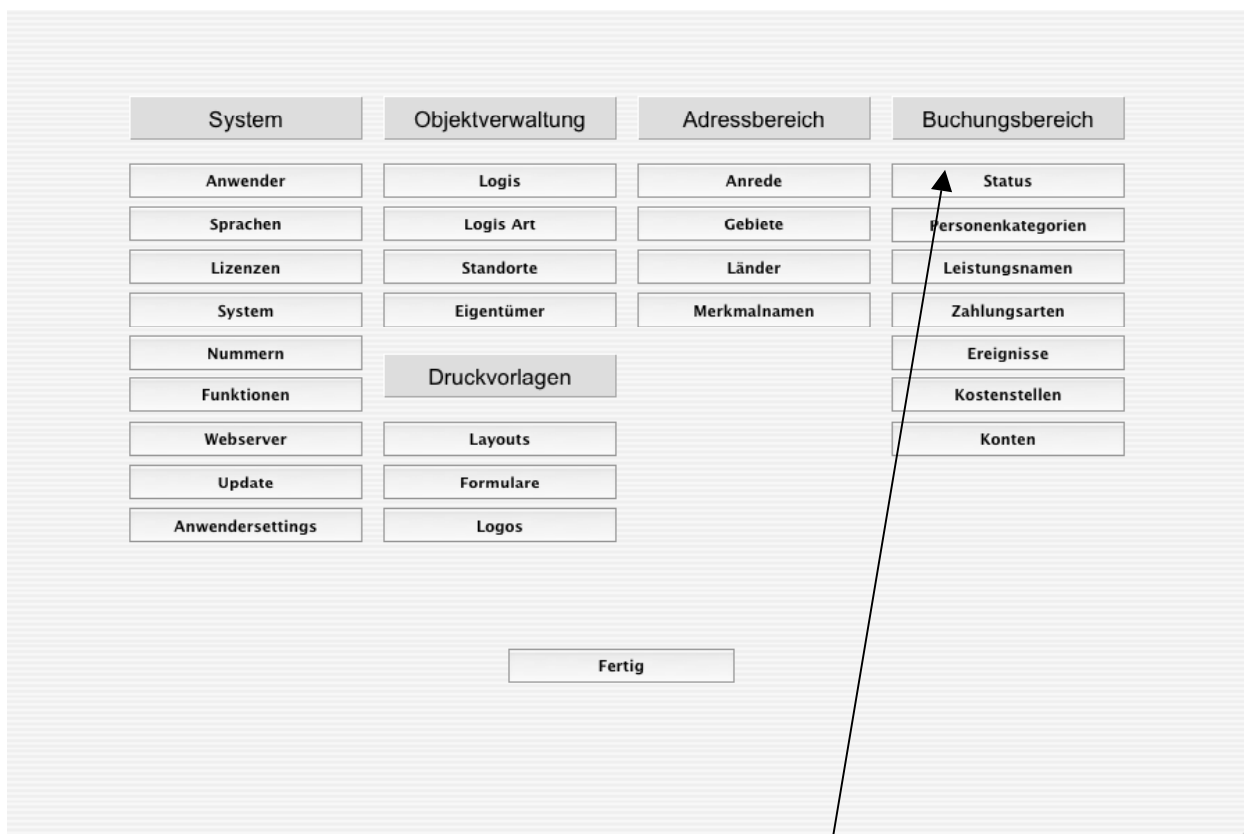 System
Anwender
Sprachen
Lizenzen
System
Nummern
Funktionen
Webserver
Update
Anwendersettings
Objektverwaltung
Logis
Logis Art
Standorte
Eigentümer
Druckvorlagen
Layouts
Formulare
Logos
Adressbereich
Anrede
Gebiete
Länder
Merkmalnamen
Buchungsbereich
Status
Personenkategorien
Leistungsnamen
Zahlungsarten
Ereignisse
Kostenstellen
Konten
Fertig